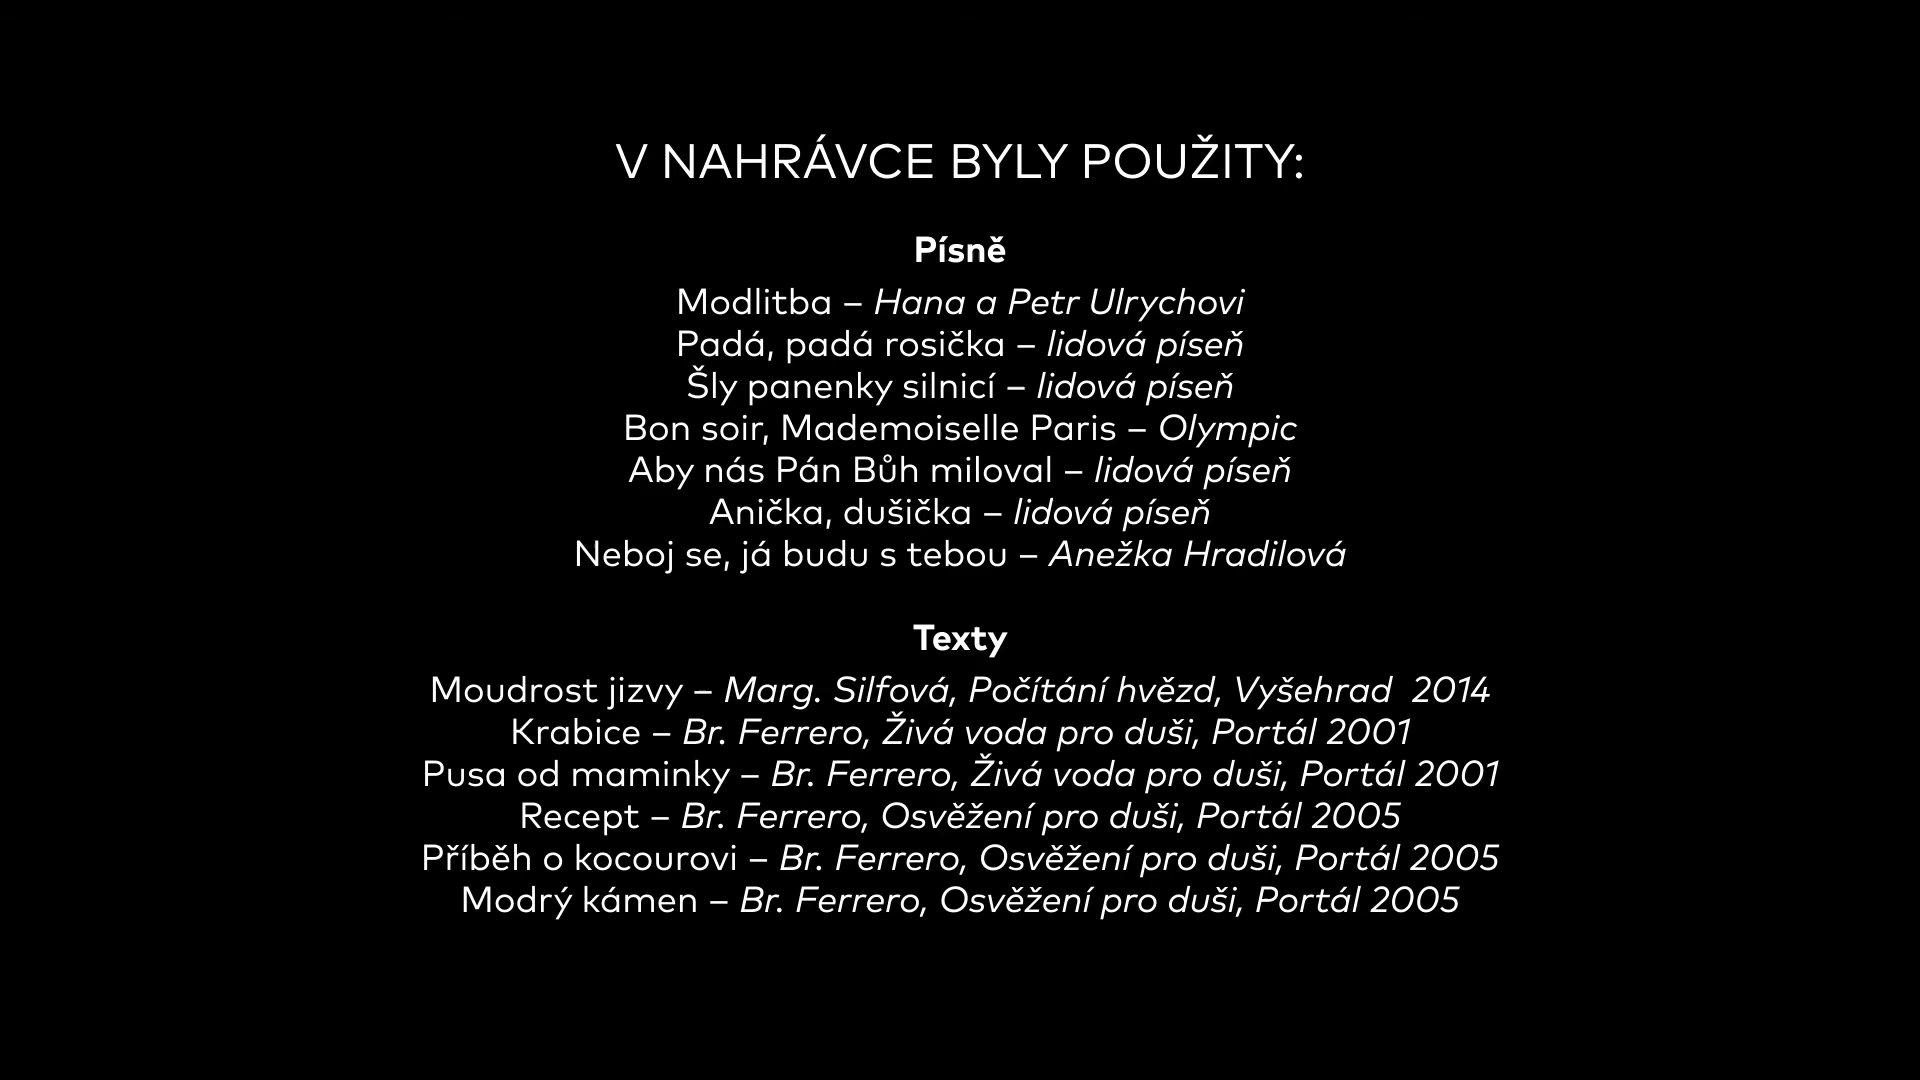 V NAHRÁVCE BYLY POUŽITY:
Písně
Modlitba – Hana a Petr Ulrychovi
Padá, padá rosička – lidová píseň
Šly panenky silnicí – lidová píseň
Bon soir, Mademoiselle Paris – Olympic
Aby nás Pán Bůh miloval – lidová píseň
Anička, dušička – lidová píseň
Neboj se, já budu s tebou – Anežka Hradilová
Texty
Moudrost jizvy – Marg. Silfová, Počítání hvězd, Vyšehrad  2014
Krabice – Br. Ferrero, Živá voda pro duši, Portál 2001
Pusa od maminky – Br. Ferrero, Živá voda pro duši, Portál 2001
Recept – Br. Ferrero, Osvěžení pro duši, Portál 2005
Příběh o kocourovi – Br. Ferrero, Osvěžení pro duši, Portál 2005
Modrý kámen – Br. Ferrero, Osvěžení pro duši, Portál 2005